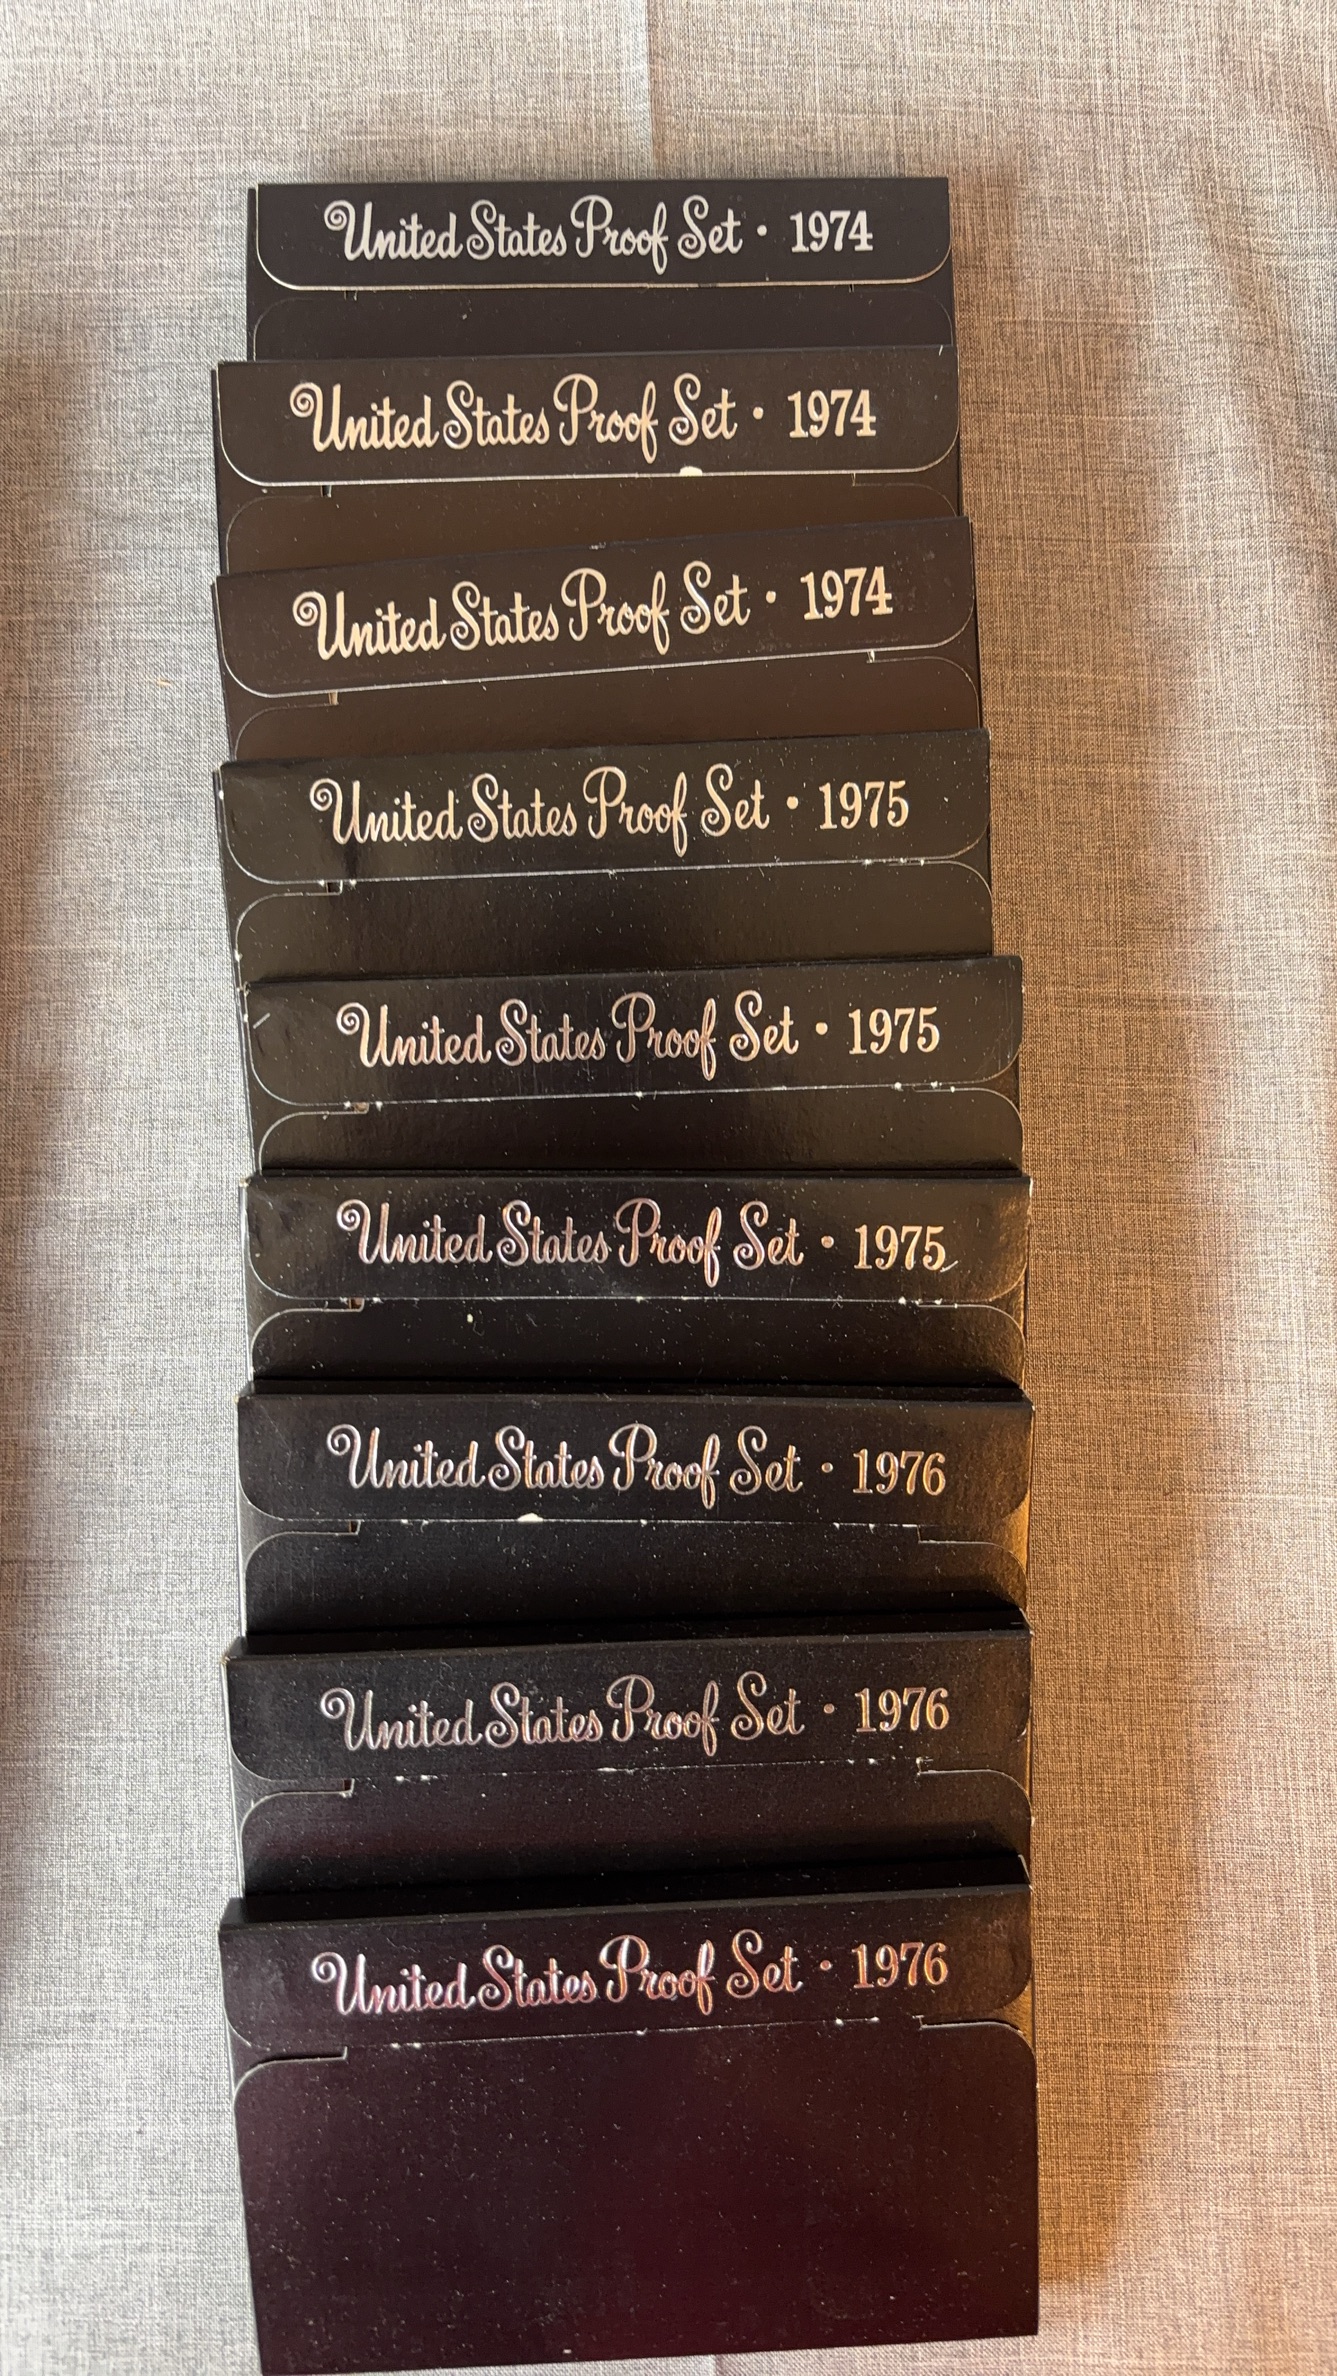 United States Proof Set • 1974
United States Proof Set • 1974
United States Proof Set • 1974
United States Proof Set • 1975
United States Proof Set • 1975
United States Proof Set • 1975
United States Proof Set • 1976
United States Proof Set • 1976
United States Proof Set • 1976